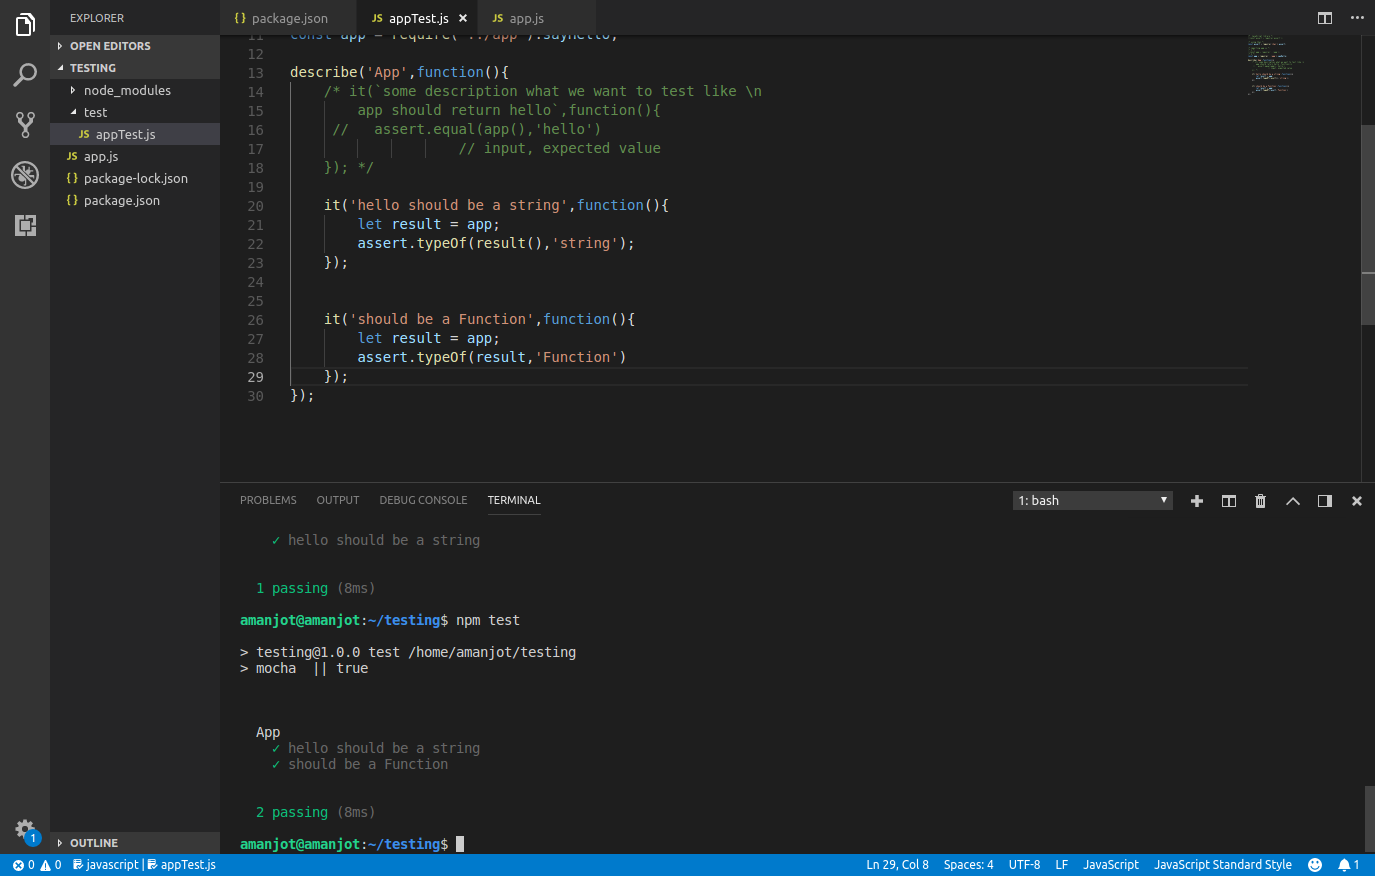 EXPLORER
OPEN EDITORS
TESTING
node_modules
test
JS appTest.js
JS app.js
{} package-lock.json
{} package.json
OUTLINE
1
{} package.json
JS appTest.js ×
JS app.js
11 const app = require('../app').sayHello;
12
13 describe('App',function(){
14 /* it(`some description what we want to test like \n
15 app should return hello`,function(){
16 // assert.equal(app(),'hello')
17 // input, expected value
18 }); */
19
20 it('hello should be a string',function(){
21 let result = app;
22 assert.typeOf(result(),'string');
23 });
24
25
26 it('should be a Function',function(){
27 let result = app;
28 assert.typeOf(result,'Function')
29 });
30 });
PROBLEMS OUTPUT DEBUG CONSOLE TERMINAL
1: bash
✓ hello should be a string
1 passing (8ms)
amanjot@amanjot:~/testing$ npm test
> testing@1.0.0 test /home/amanjot/testing
> mocha || true
App
✓ hello should be a string
✓ should be a Function
2 passing (8ms)
amanjot@amanjot:~/testing$
0 0 javascript | appTest.js
Ln 29, Col 8 Spaces: 4 UTF-8 LF JavaScript JavaScript Standard Style 1